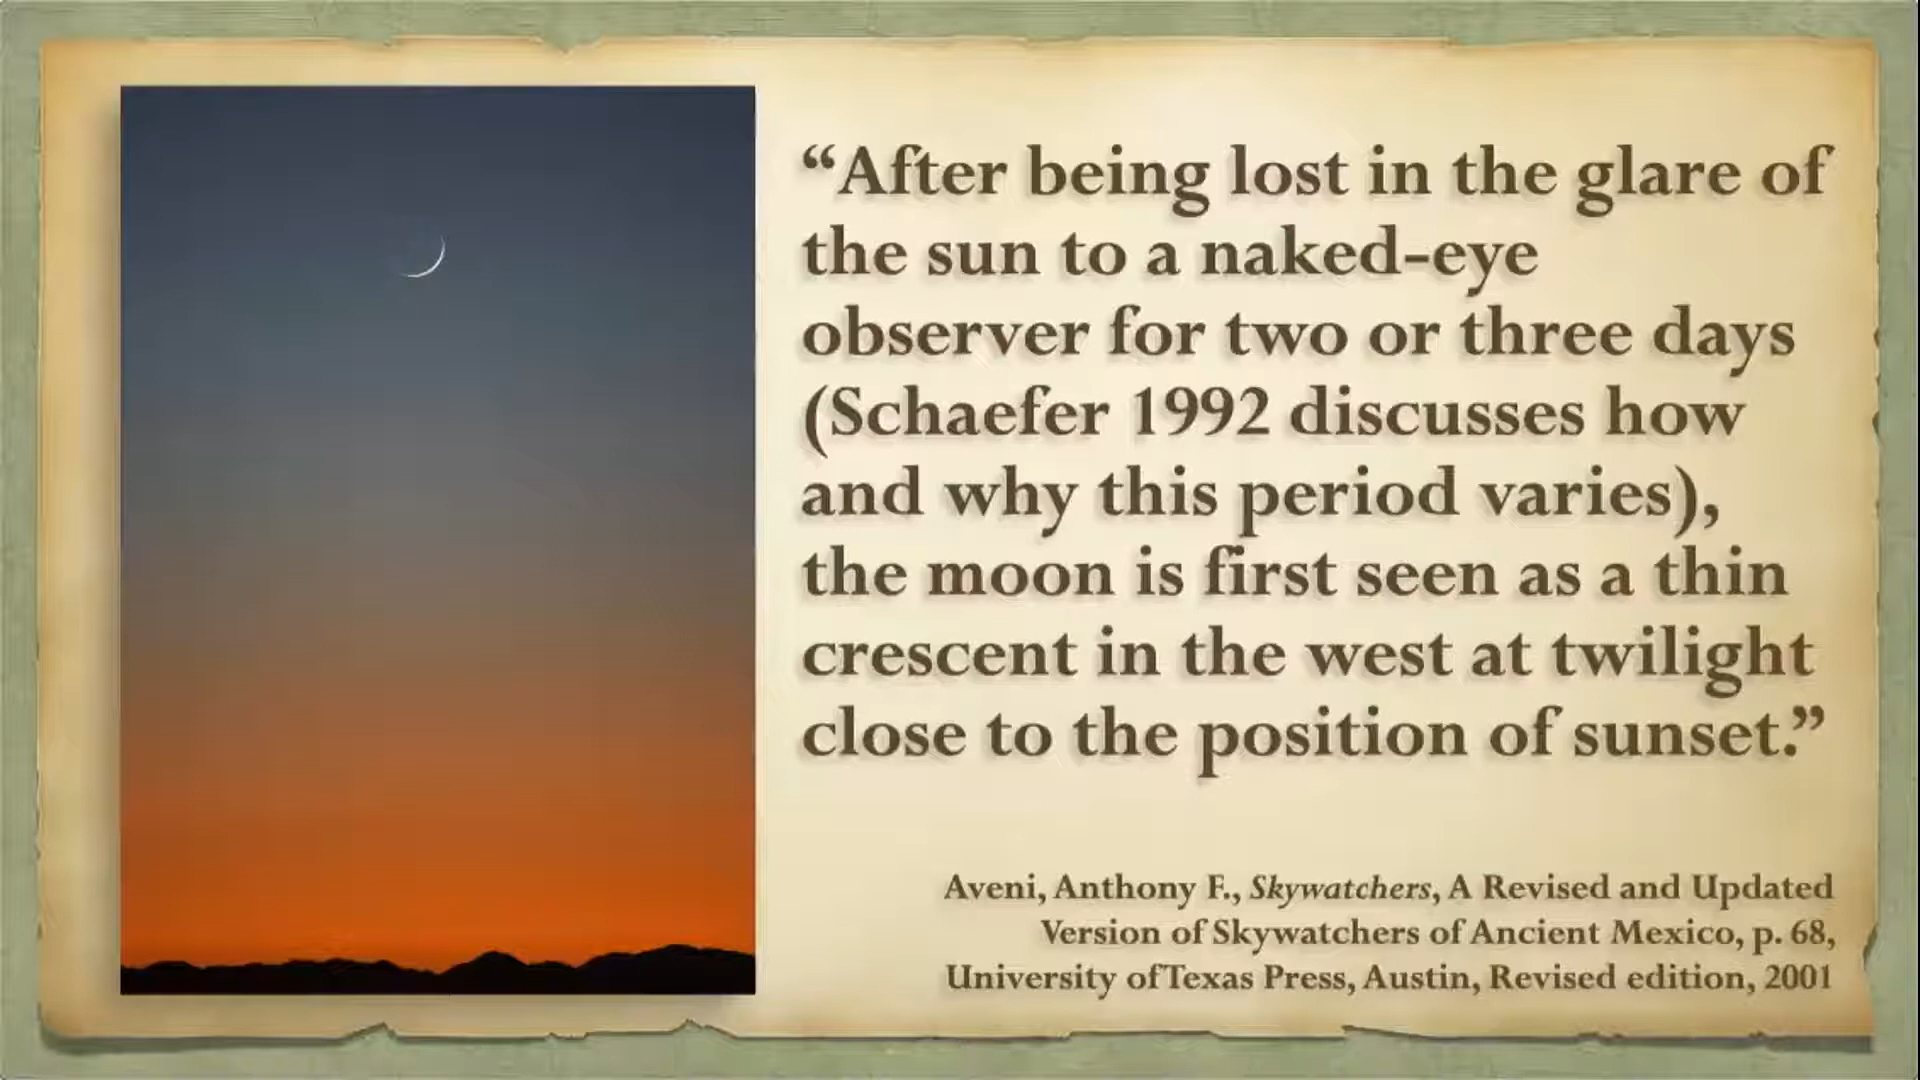 “After being lost in the glare of
the sun to a naked-eye
observer for two or three days
(Schaefer 1992 discusses how
and why this period varies),
the moon is first seen as a thin
crescent in the west at twilight
close to the position of sunset.”
Aveni, Anthony F., Skywatchers, A Revised and Updated
Version of Skywatchers of Ancient Mexico, p. 68,
University of Texas Press, Austin, Revised edition, 2001